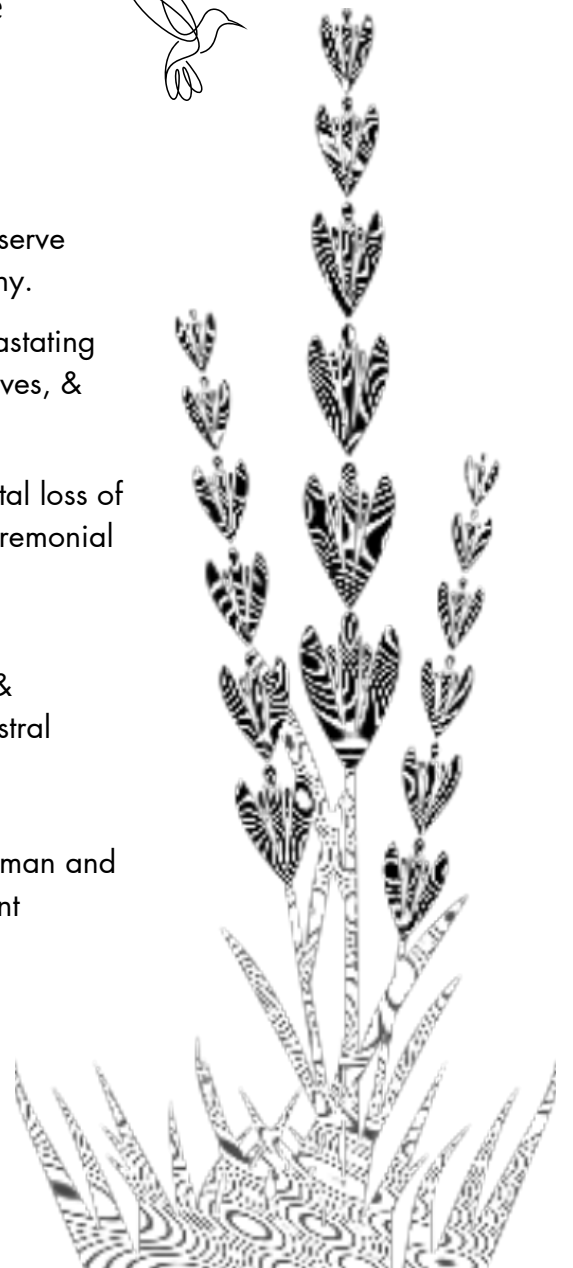 serve
ny.
astating
ves, &
tal loss of
remonial
&
stral
man and
nt